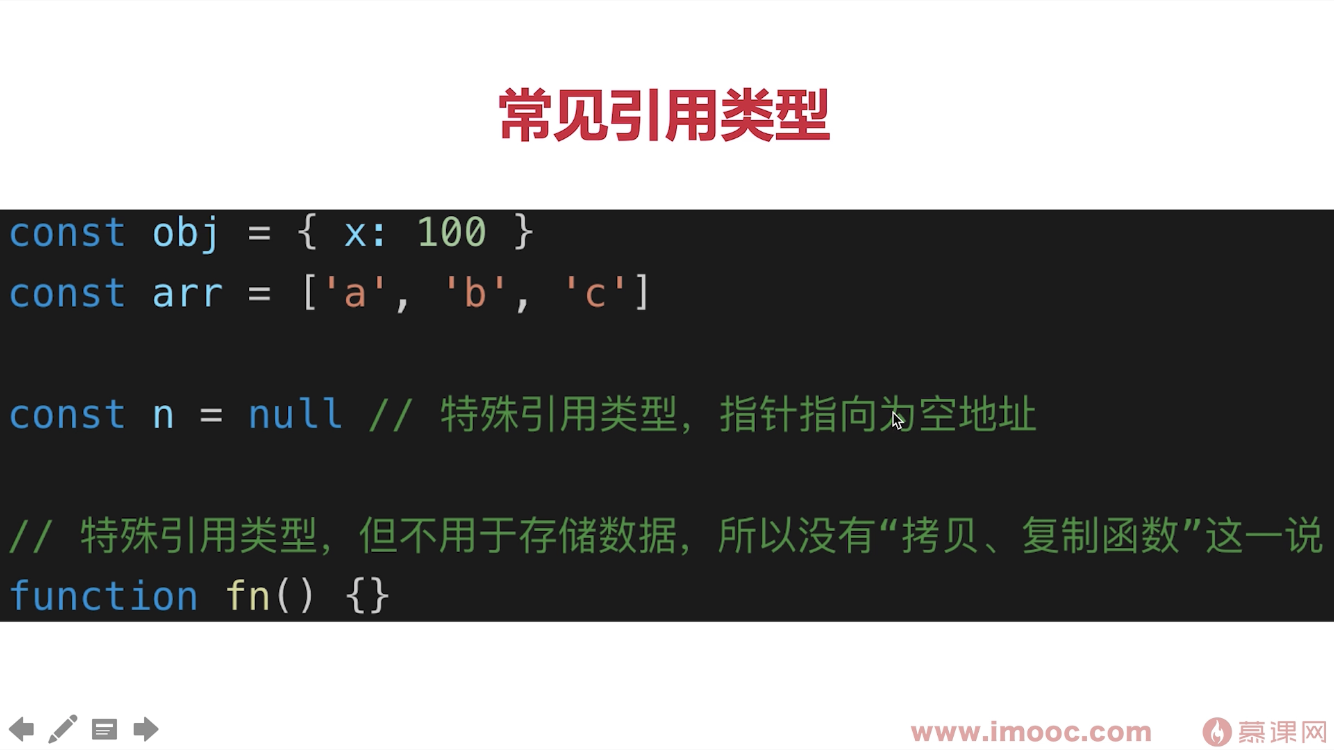 常见引用类型
const obj = { x: 100 }
const arr = ['a', 'b', 'c']
const n = null // 特殊引用类型，指针指向为空地址
// 特殊引用类型，但不用于存储数据，所以没有“拷贝、复制函数”这一说
function fn() {}
www.imooc.com 慕课网